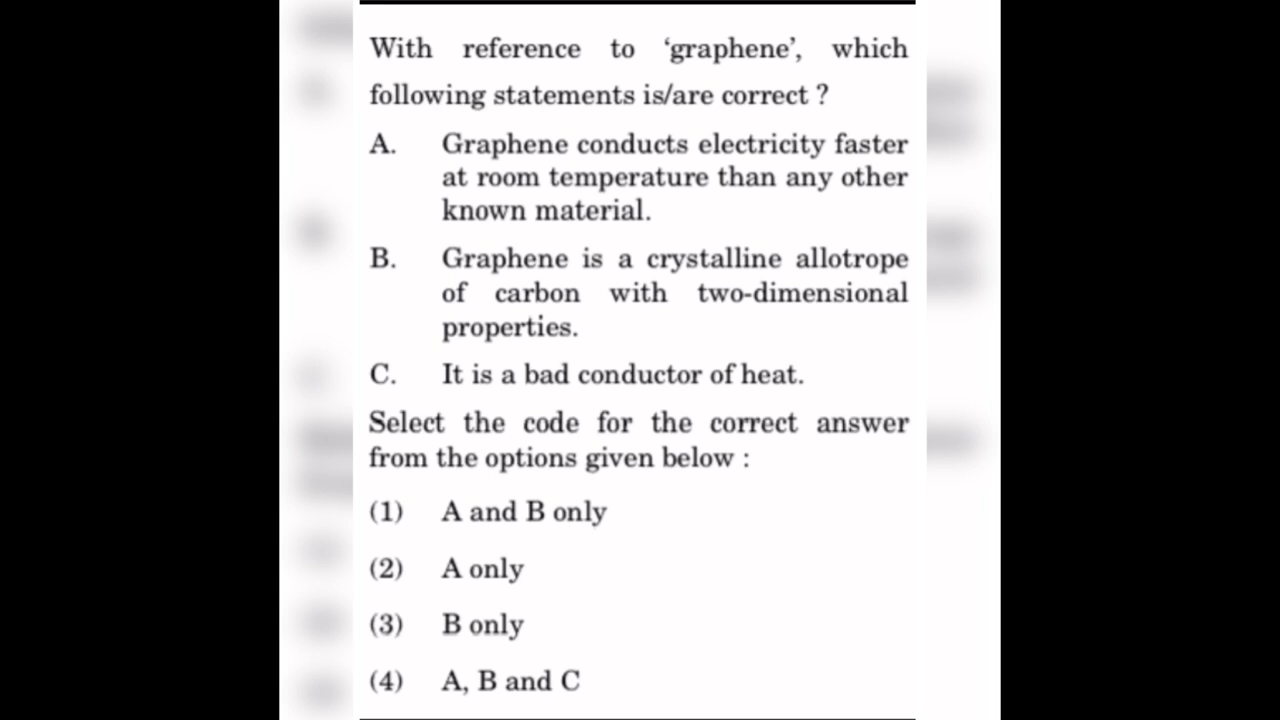 With reference to ‘graphene’, which
following statements is/are correct ?
A. Graphene conducts electricity faster
at room temperature than any other
known material.
B. Graphene is a crystalline allotrope
of carbon with two-dimensional
properties.
C. It is a bad conductor of heat.
Select the code for the correct answer
from the options given below :
(1) A and B only
(2) A only
(3) B only
(4) A, B and C